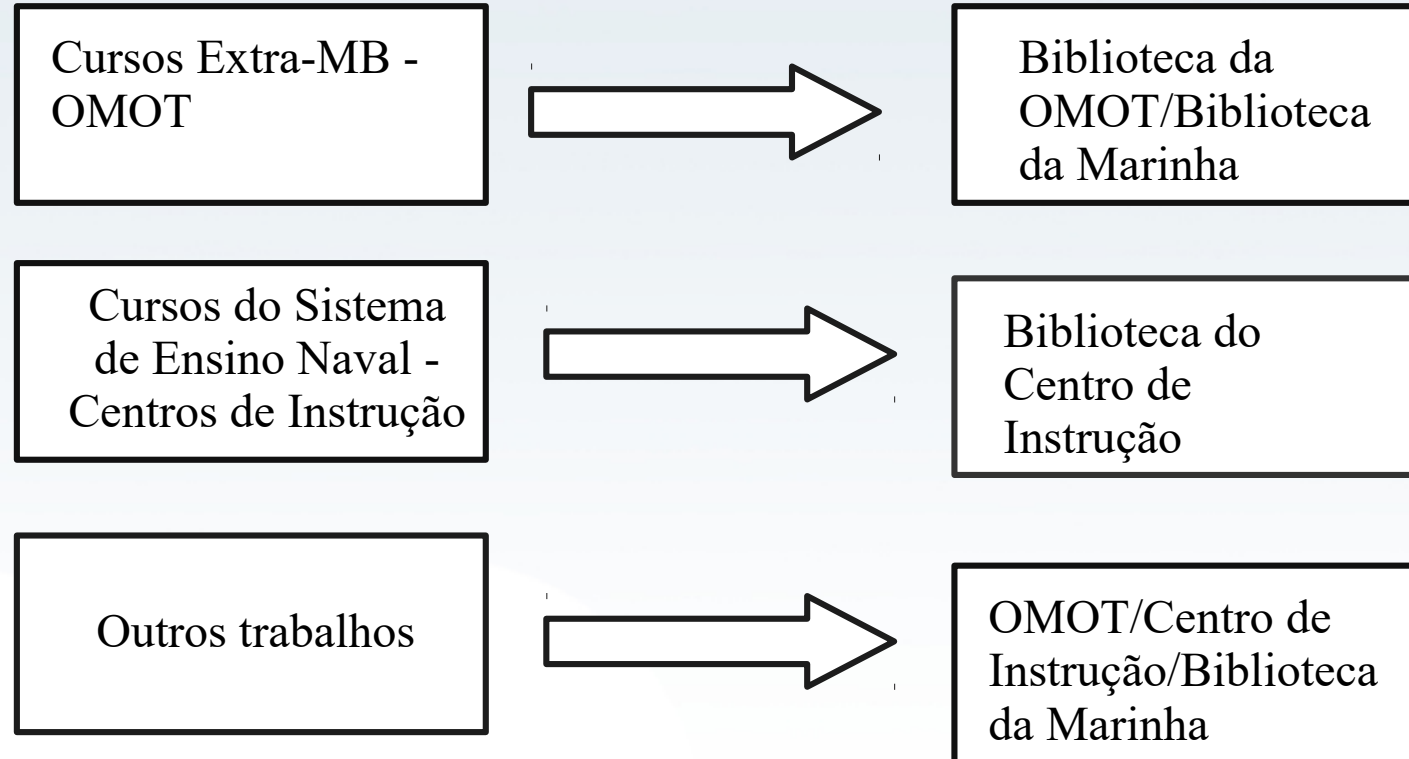 Cursos Extra-MB -
OMOT
Biblioteca da
OMOT/Biblioteca
da Marinha
Cursos do Sistema
de Ensino Naval -
Centros de Instrução
Biblioteca do
Centro de
Instrução
Outros trabalhos
OMOT/Centro de
Instrução/Biblioteca
da Marinha